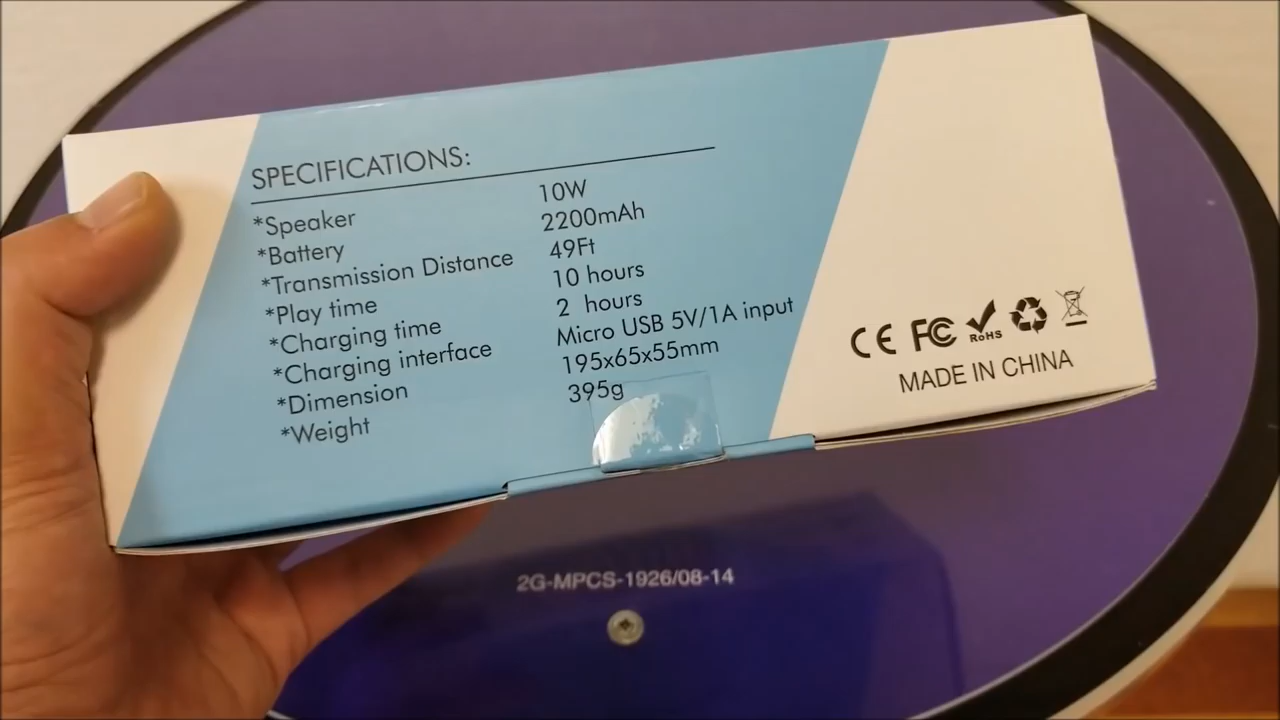 SPECIFICATIONS:
*Speaker 10W
*Battery 2200mAh
*Transmission Distance 49Ft
*Play time 10 hours
*Charging time 2 hours
*Charging interface Micro USB 5V/1A input
*Dimension 195x65x55mm
*Weight 395g
CE FC RoHS
MADE IN CHINA
2G-MPCS-1926/08-14